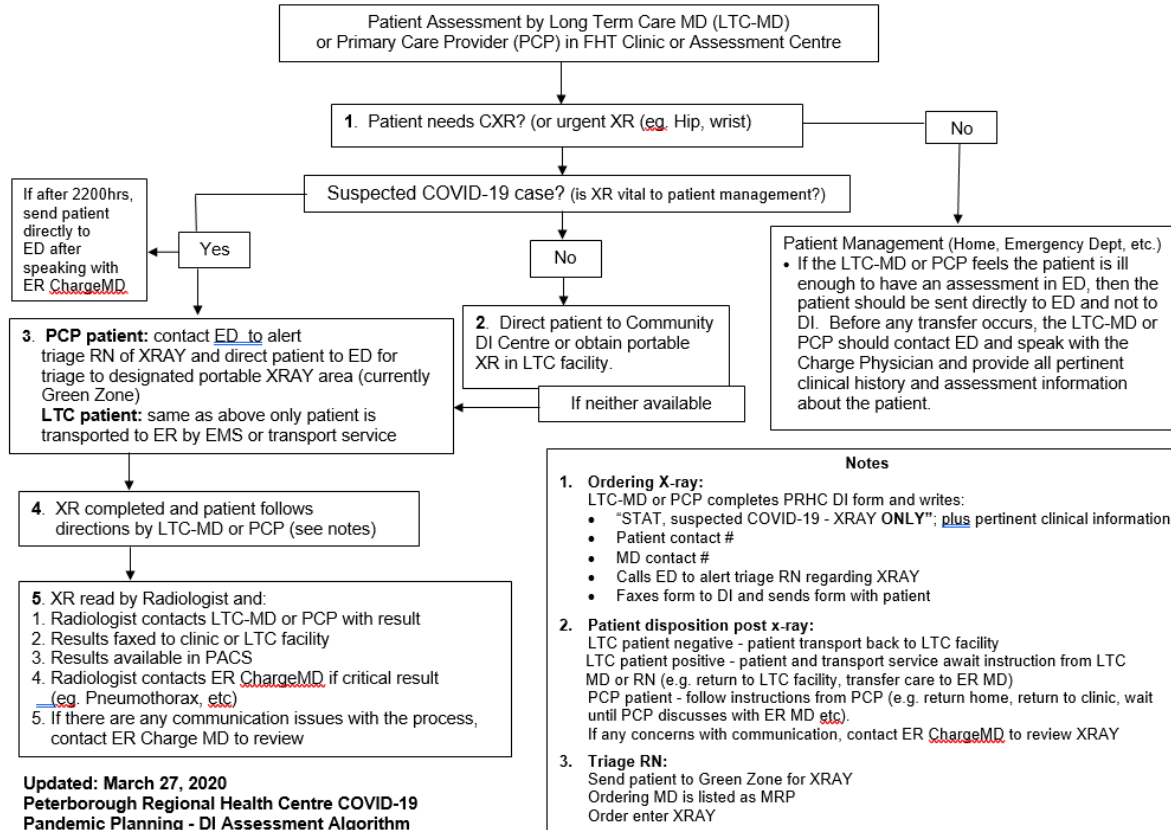 Patient Assessment by Long Term Care MD (LTC-MD)
or Primary Care Provider (PCP) in FHT Clinic or Assessment Centre
1. Patient needs CXR? (or urgent XR (eg. Hip, wrist)
No
Suspected COVID-19 case? (is XR vital to patient management?)
If after 2200hrs,
send patient
directly to
ED after
speaking with
ER ChargeMD
Yes
No
Patient Management (Home, Emergency Dept, etc.)
• If the LTC-MD or PCP feels the patient is ill
enough to have an assessment in ED, then the
patient should be sent directly to ED and not to
DI. Before any transfer occurs, the LTC-MD or
PCP should contact ED and speak with the
Charge Physician and provide all pertinent
clinical history and assessment information
about the patient.
2. Direct patient to Community
DI Centre or obtain portable
XR in LTC facility.
If neither available
3. PCP patient: contact ED to alert
triage RN of XRAY and direct patient to ED for
triage to designated portable XRAY area (currently
Green Zone)
LTC patient: same as above only patient is
transported to ER by EMS or transport service
4. XR completed and patient follows
directions by LTC-MD or PCP (see notes)
5. XR read by Radiologist and:
1. Radiologist contacts LTC-MD or PCP with result
2. Results faxed to clinic or LTC facility
3. Results available in PACS
4. Radiologist contacts ER ChargeMD if critical result
(eg. Pneumothorax, etc)
5. If there are any communication issues with the process,
contact ER Charge MD to review
Notes
1. Ordering X-ray:
LTC-MD or PCP completes PRHC DI form and writes:
• “STAT, suspected COVID-19 - XRAY ONLY”; plus pertinent clinical information
• Patient contact #
• MD contact #
• Calls ED to alert triage RN regarding XRAY
• Faxes form to DI and sends form with patient
2. Patient disposition post x-ray:
LTC patient negative - patient transport back to LTC facility
LTC patient positive - patient and transport service await instruction from LTC
MD or RN (e.g. return to LTC facility, transfer care to ER MD)
PCP patient - follow instructions from PCP (e.g. return home, return to clinic, wait
until PCP discusses with ER MD etc).
If any concerns with communication, contact ER ChargeMD to review XRAY
3. Triage RN:
Send patient to Green Zone for XRAY
Ordering MD is listed as MRP
Order enter XRAY
Updated: March 27, 2020
Peterborough Regional Health Centre COVID-19
Pandemic Planning - DI Assessment Algorithm